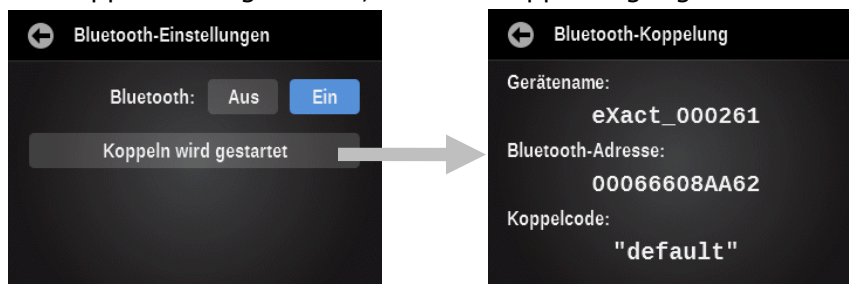 Bluetooth-Einstellungen
Bluetooth: Aus Ein
Koppeln wird gestartet
Bluetooth-Koppelung
Gerätename:
eXact_000261
Bluetooth-Adresse:
00066608AA62
Koppelcode:
"default"